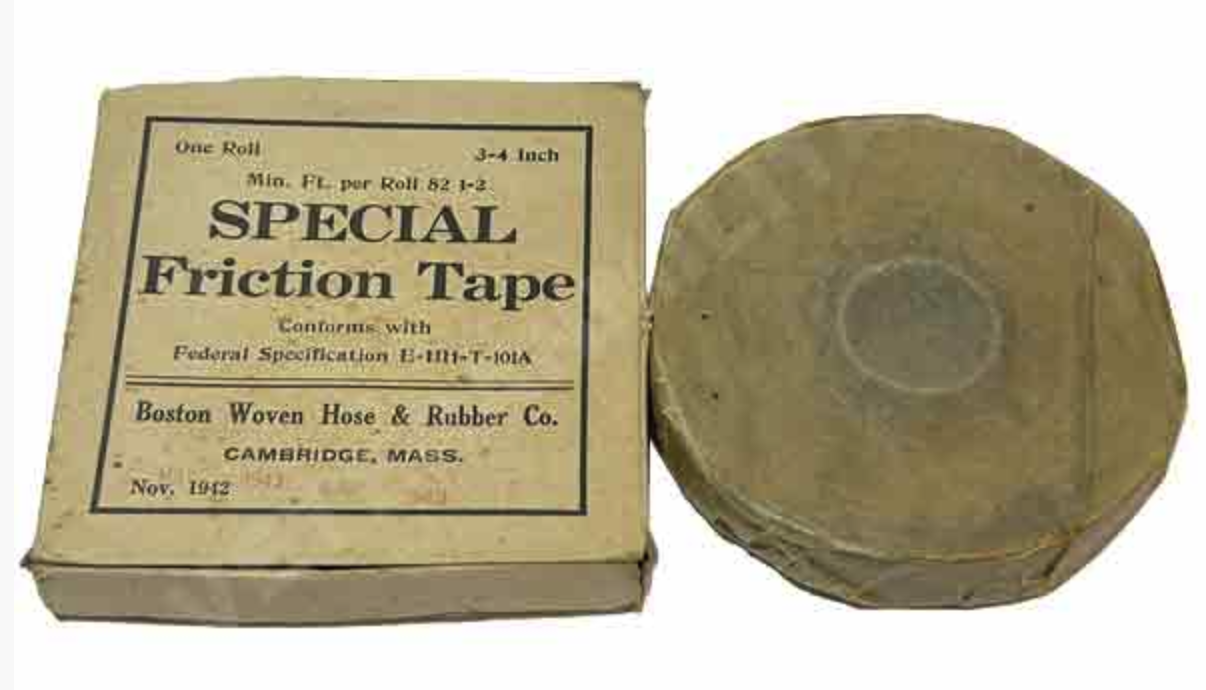 One Roll 3-4 Inch
Min. Ft. per Roll 82 1-2
SPECIAL
Friction Tape
Conforms with
Federal Specification E-HH-T-101A
Boston Woven Hose & Rubber Co.
CAMBRIDGE, MASS.
Nov. 1942